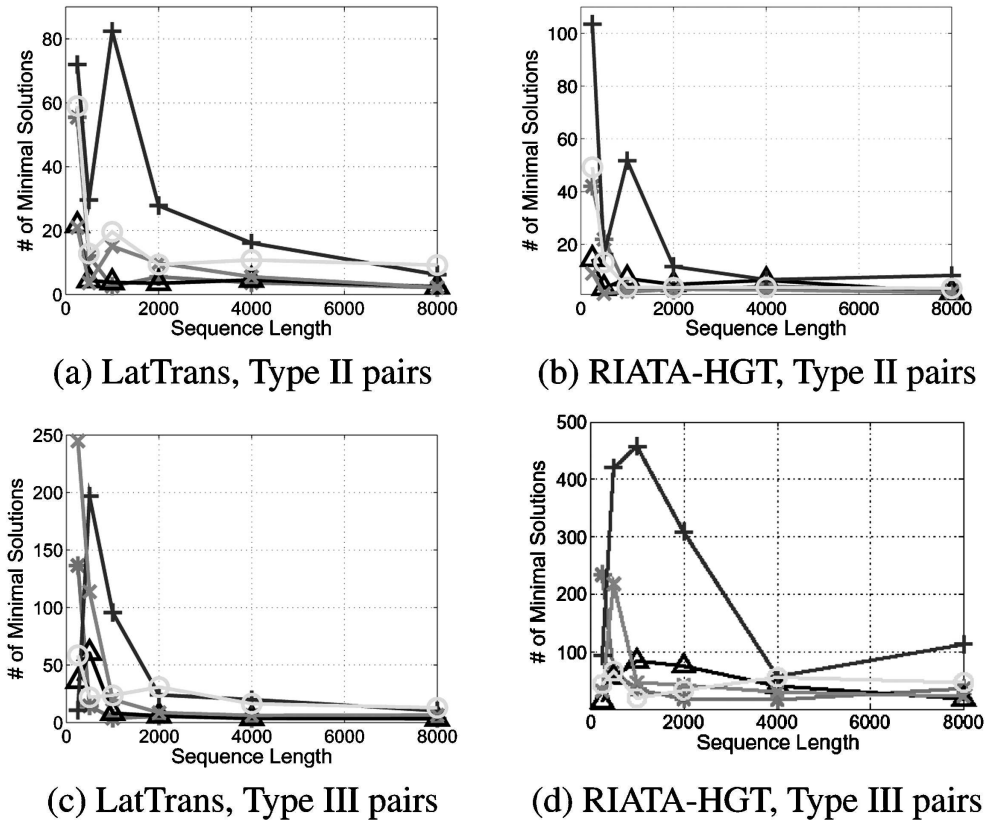 80
60
40
20
0
0 2000 4000 6000 8000
# of Minimal Solutions
Sequence Length
(a) LatTrans, Type II pairs
100
80
60
40
20
0 2000 4000 6000 8000
# of Minimal Solutions
Sequence Length
(b) RIATA-HGT, Type II pairs
250
200
150
100
50
0
0 2000 4000 6000 8000
# of Minimal Solutions
Sequence Length
(c) LatTrans, Type III pairs
500
400
300
200
100
0 2000 4000 6000 8000
# of Minimal Solutions
Sequence Length
(d) RIATA-HGT, Type III pairs